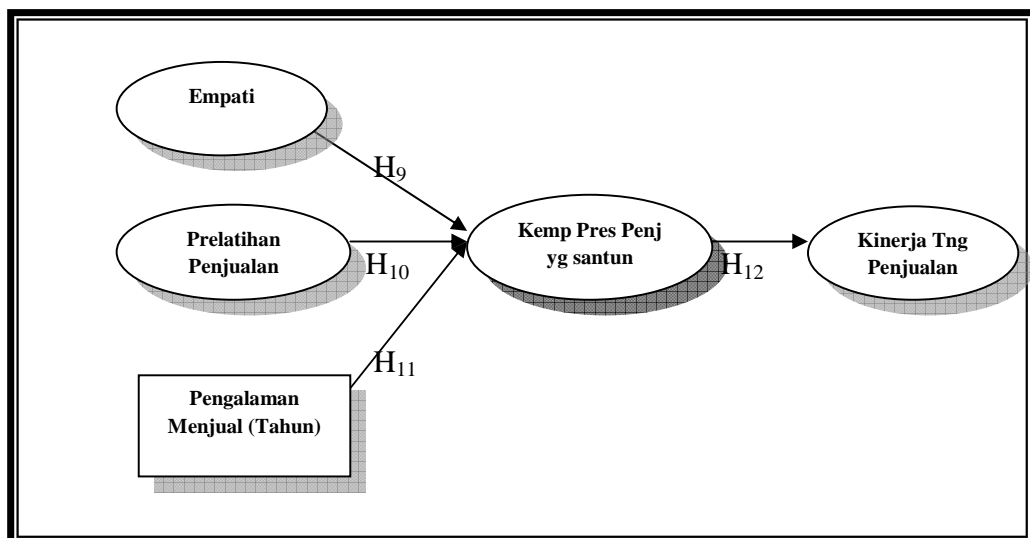 Empati
H9
Prelatihan
Penjualan
H10
Pengalaman
Menjual (Tahun)
H11
Kemp Pres Penj
yg santun
H12
Kinerja Tng
Penjualan